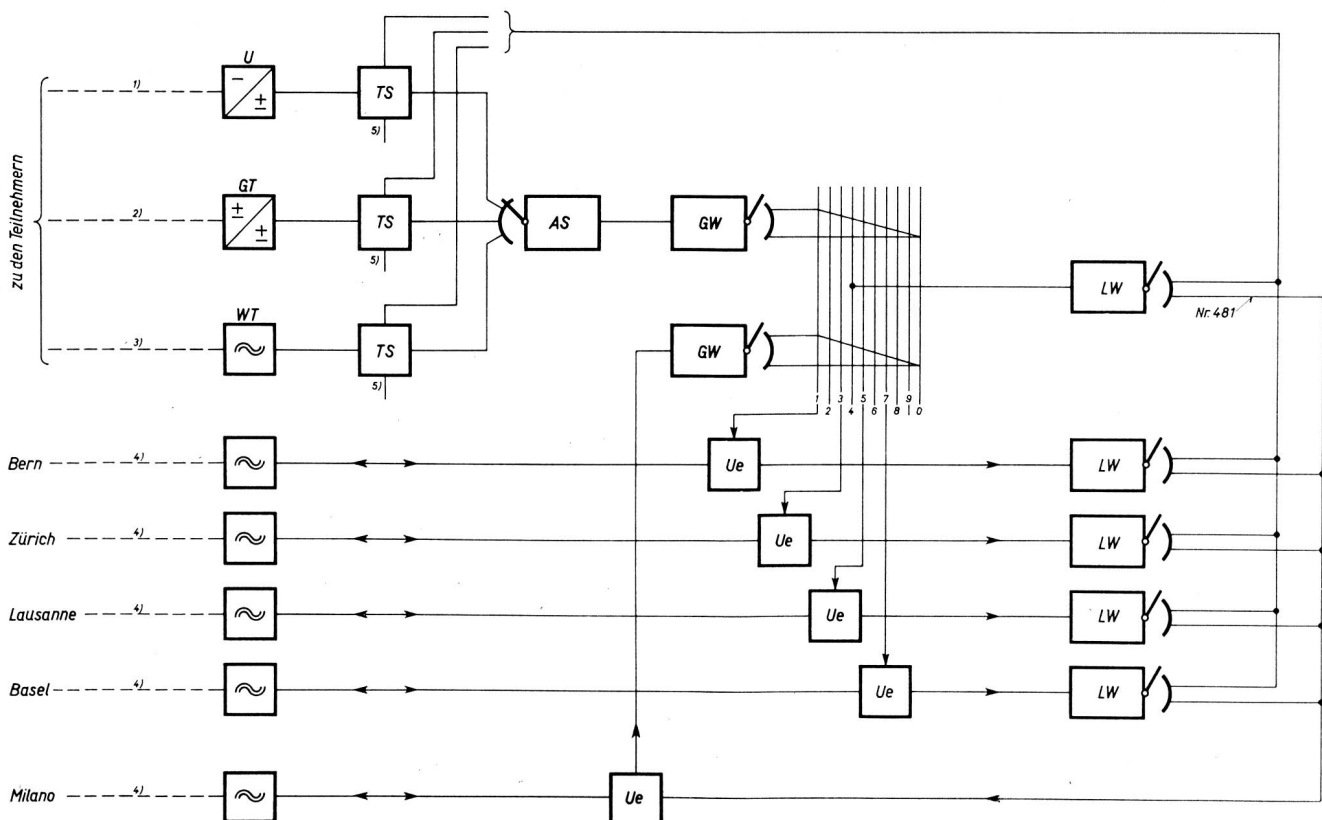 U
1)
TS
5)
zu den Teilnehmern
GT
2)
TS
5)
AS
GW
WT
3)
TS
5)
GW
LW
Nr. 481
1 2 3 4 5 6 7 8 9 0
Bern 4) Ue LW
Zürich 4) Ue LW
Lausanne 4) Ue LW
Basel 4) Ue LW
Milano 4) Ue